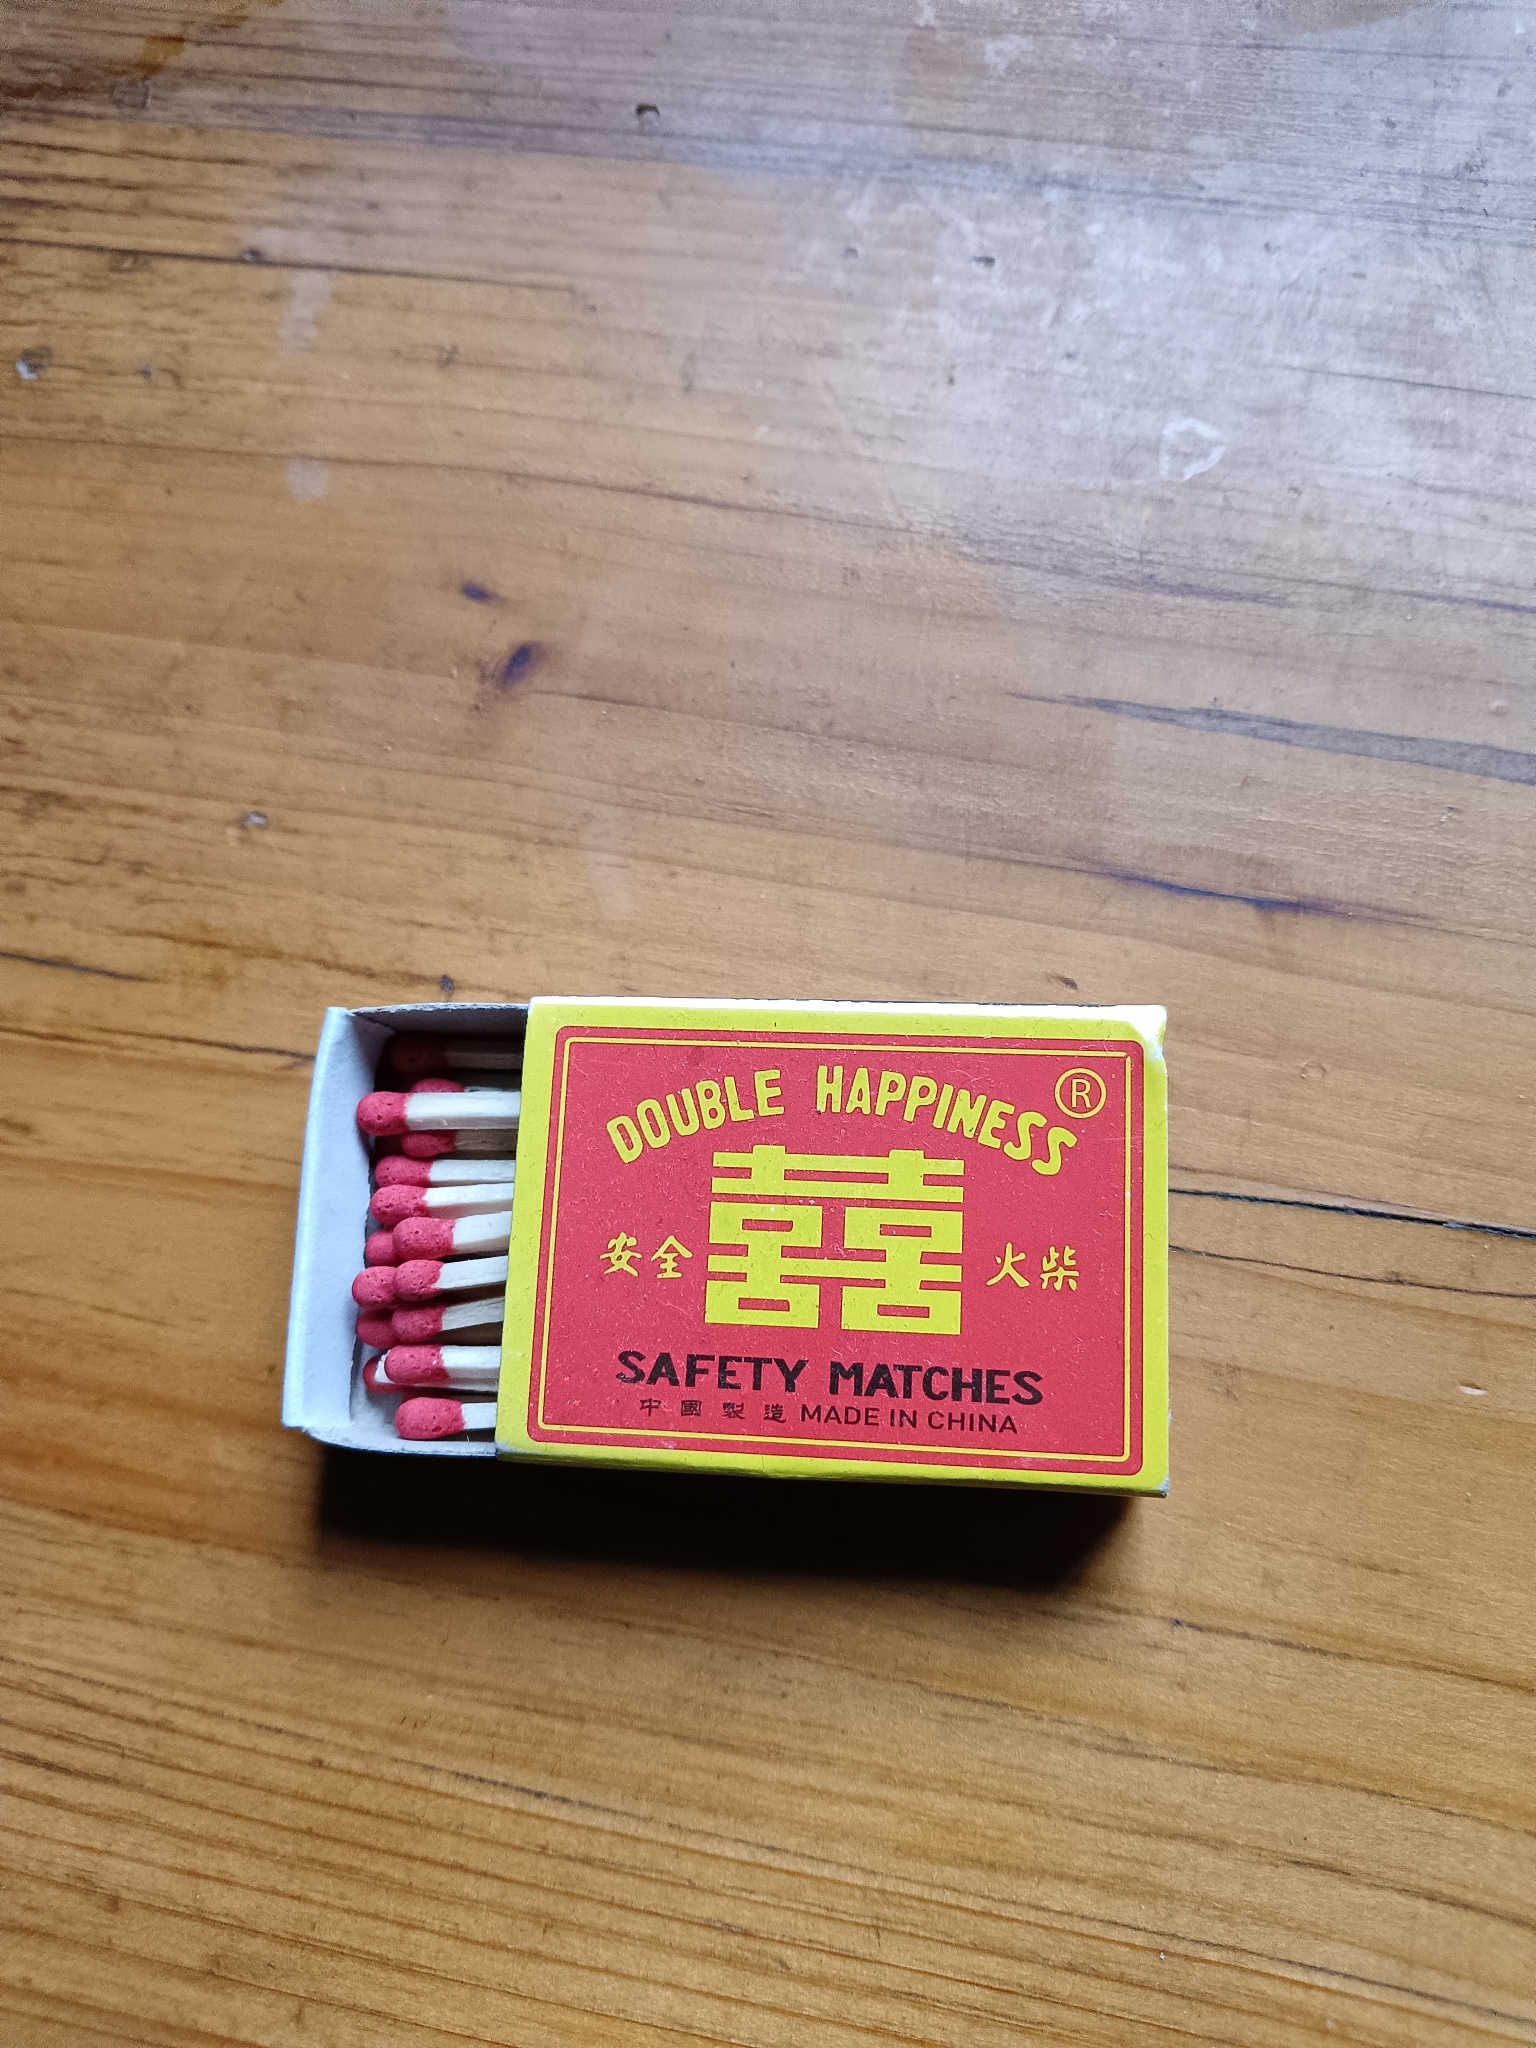 DOUBLE HAPPINESS ®
安全 囍 火柴
SAFETY MATCHES
中國製造 MADE IN CHINA